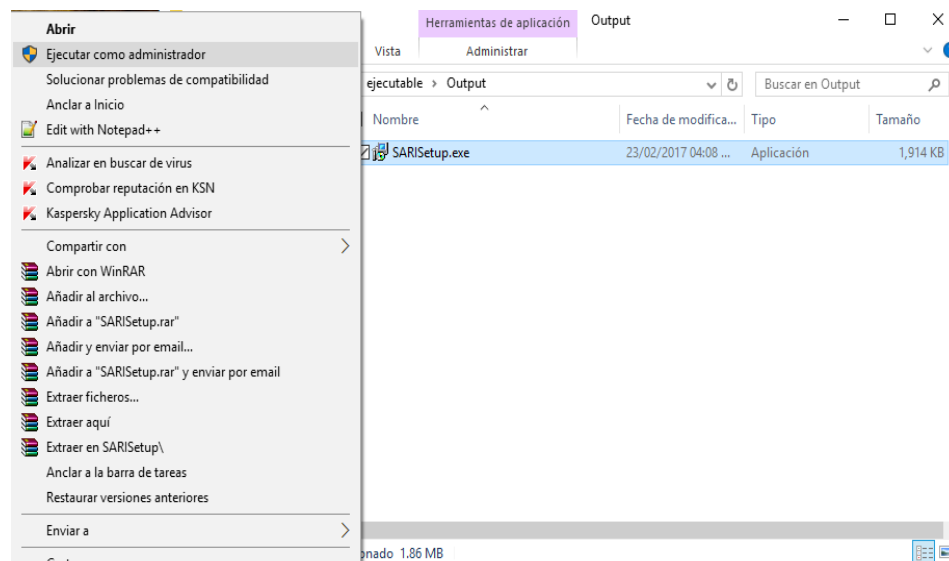 Abrir
Ejecutar como administrador
Solucionar problemas de compatibilidad
Anclar a Inicio
Edit with Notepad++
Analizar en buscar de virus
Comprobar reputación en KSN
Kaspersky Application Advisor
Compartir con
Abrir con WinRAR
Añadir al archivo...
Añadir a "SARISetup.rar"
Añadir y enviar por email...
Añadir a "SARISetup.rar" y enviar por email
Extraer ficheros...
Extraer aquí
Extraer en SARISetup\
Anclar a la barra de tareas
Restaurar versiones anteriores
Enviar a
Herramientas de aplicación Output
Vista Administrar
ejecutable > Output Buscar en Output
Nombre Fecha de modifica... Tipo Tamaño
SARISetup.exe 23/02/2017 04:08 ... Aplicación 1,914 KB
1.86 MB